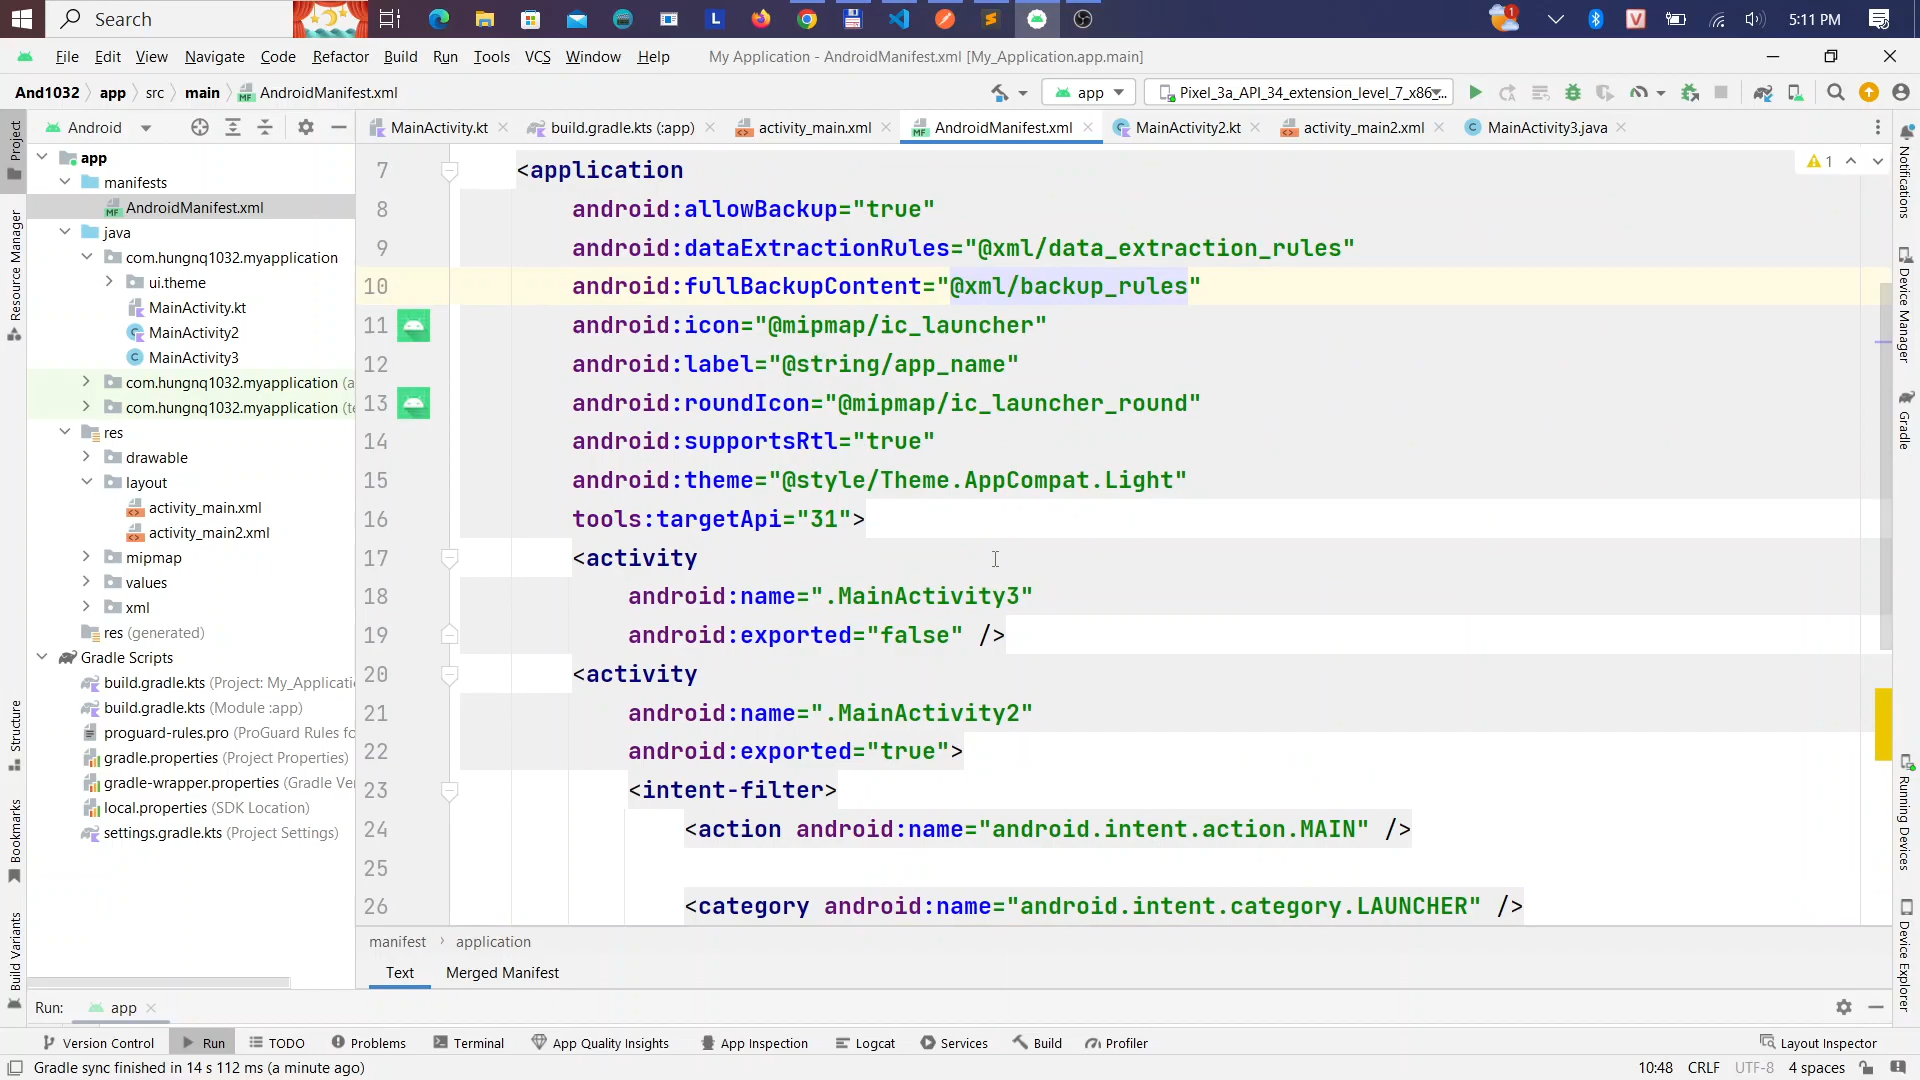 Search
5:11 PM
File Edit View Navigate Code Refactor Build Run Tools VCS Window Help My Application - AndroidManifest.xml [My_Application.app.main]
And1032 app src main AndroidManifest.xml app Pixel_3a_API_34_extension_level_7_x86...
Project
Android
MainActivity.kt build.gradle.kts (:app) activity_main.xml AndroidManifest.xml MainActivity2.kt activity_main2.xml MainActivity3.java
Notifications
app
manifests
AndroidManifest.xml
java
com.hungnq1032.myapplication
ui.theme
MainActivity.kt
MainActivity2
MainActivity3
com.hungnq1032.myapplication (a
com.hungnq1032.myapplication (te
res
drawable
layout
activity_main.xml
activity_main2.xml
mipmap
values
xml
res (generated)
Gradle Scripts
build.gradle.kts (Project: My_Applicati
build.gradle.kts (Module :app)
proguard-rules.pro (ProGuard Rules fo
gradle.properties (Project Properties)
gradle-wrapper.properties (Gradle Ve
local.properties (SDK Location)
settings.gradle.kts (Project Settings)
Resource Manager
Structure
Bookmarks
Build Variants
1
7 <application
8 android:allowBackup="true"
9 android:dataExtractionRules="@xml/data_extraction_rules"
10 android:fullBackupContent="@xml/backup_rules"
11 android:icon="@mipmap/ic_launcher"
12 android:label="@string/app_name"
13 android:roundIcon="@mipmap/ic_launcher_round"
14 android:supportsRtl="true"
15 android:theme="@style/Theme.AppCompat.Light"
16 tools:targetApi="31">
17 <activity
18 android:name=".MainActivity3"
19 android:exported="false" />
20 <activity
21 android:name=".MainActivity2"
22 android:exported="true">
23 <intent-filter>
24 <action android:name="android.intent.action.MAIN" />
25
26 <category android:name="android.intent.category.LAUNCHER" />
Device Manager
Gradle
Running Devices
Device Explorer
manifest application
Text Merged Manifest
Run: app
Version Control Run TODO Problems Terminal App Quality Insights App Inspection Logcat Services Build Profiler Layout Inspector
Gradle sync finished in 14 s 112 ms (a minute ago) 10:48 CRLF UTF-8 4 spaces